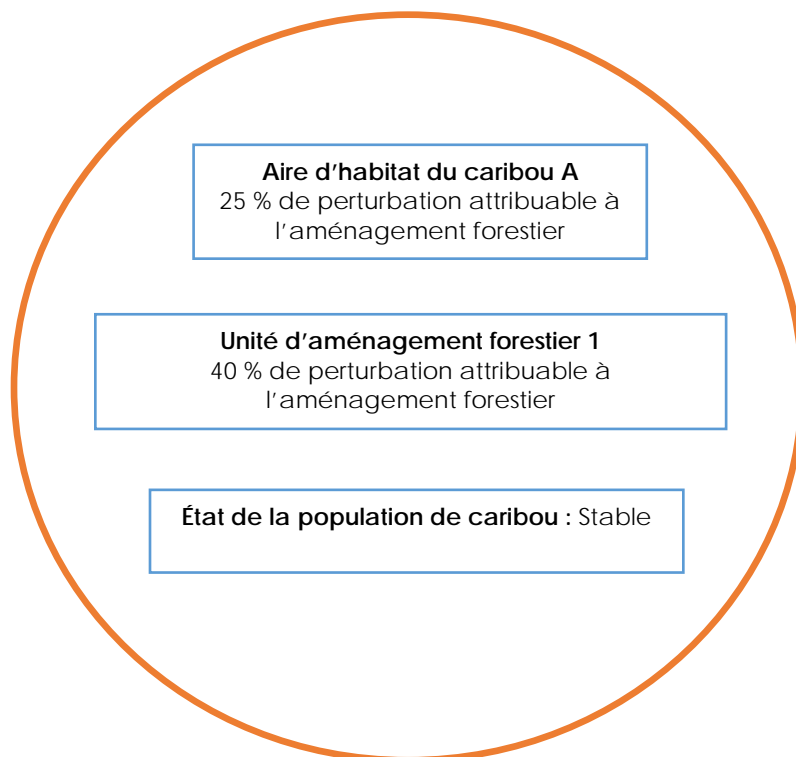 Aire d'habitat du caribou A
25 % de perturbation attribuable à
l'aménagement forestier
Unité d'aménagement forestier 1
40 % de perturbation attribuable à
l'aménagement forestier
État de la population de caribou : Stable